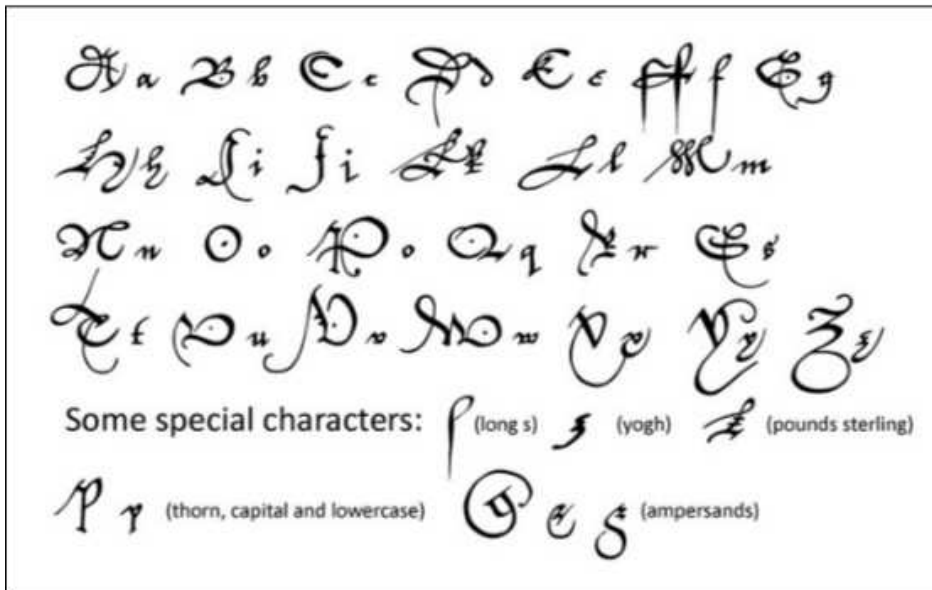 A a B b C c D d E e F f G g
H h I i J j K k L l M m
N n O o P o Q q R r S s
T t U u V v W w X x Y y Z z
Some special characters: ſ (long s) ȝ (yogh) £ (pounds sterling)
Þ þ (thorn, capital and lowercase) & & & (ampersands)